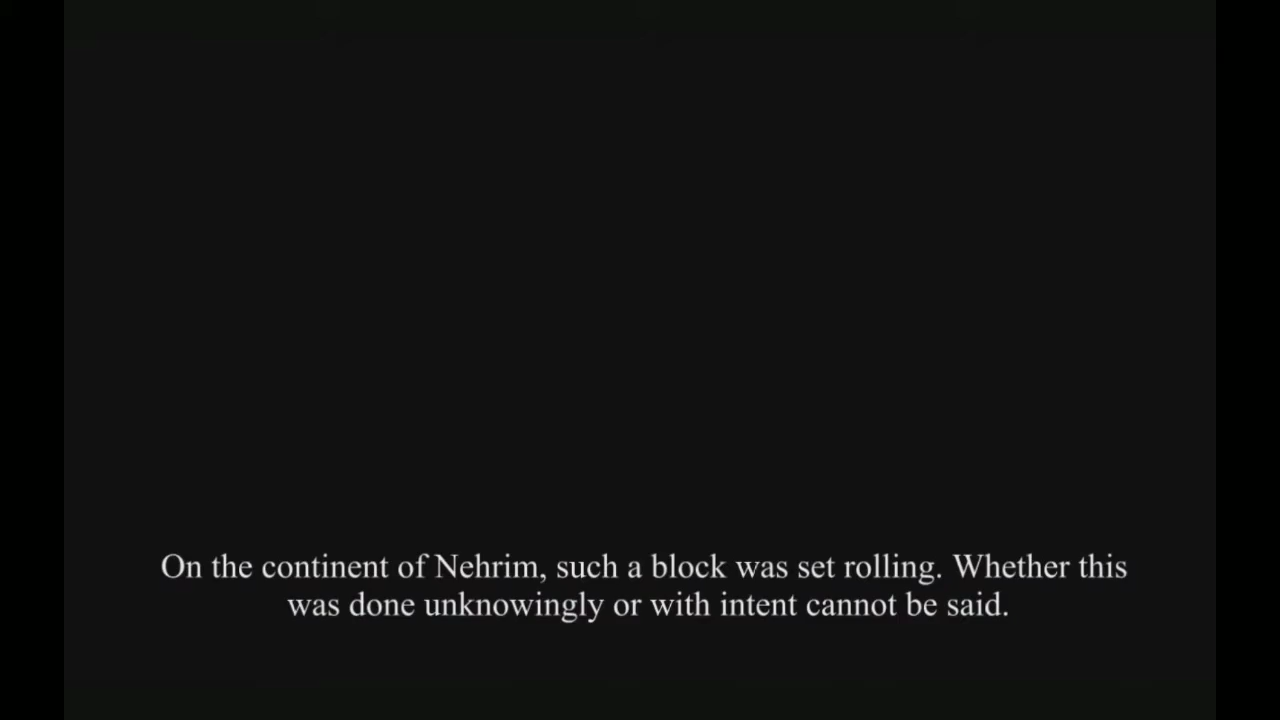 On the continent of Nehrim, such a block was set rolling. Whether this
was done unknowingly or with intent cannot be said.